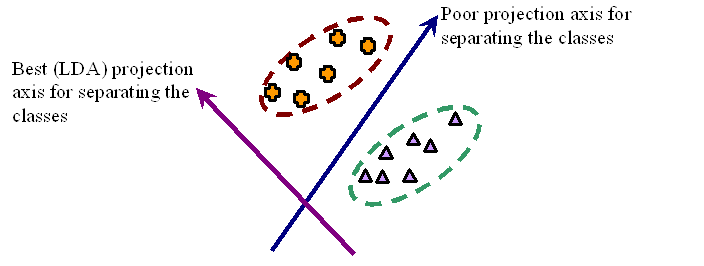 Poor projection axis for
separating the classes
Best (LDA) projection
axis for separating the
classes